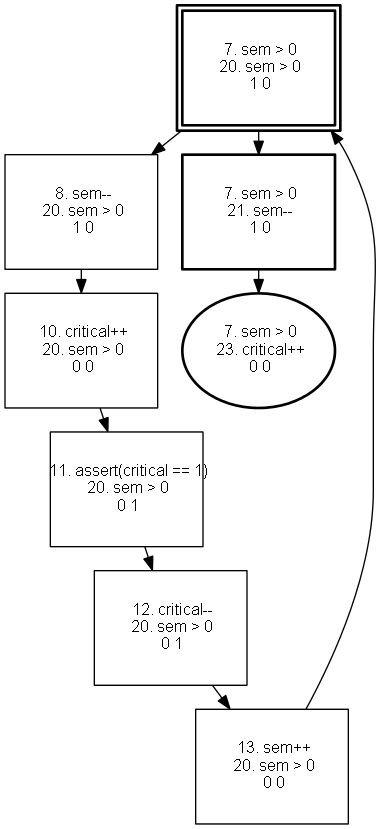 7. sem > 0
20. sem > 0
1 0
8. sem--
20. sem > 0
1 0
7. sem > 0
21. sem--
1 0
10. critical++
20. sem > 0
0 0
7. sem > 0
23. critical++
0 0
11. assert(critical == 1)
20. sem > 0
0 1
12. critical--
20. sem > 0
0 1
13. sem++
20. sem > 0
0 0